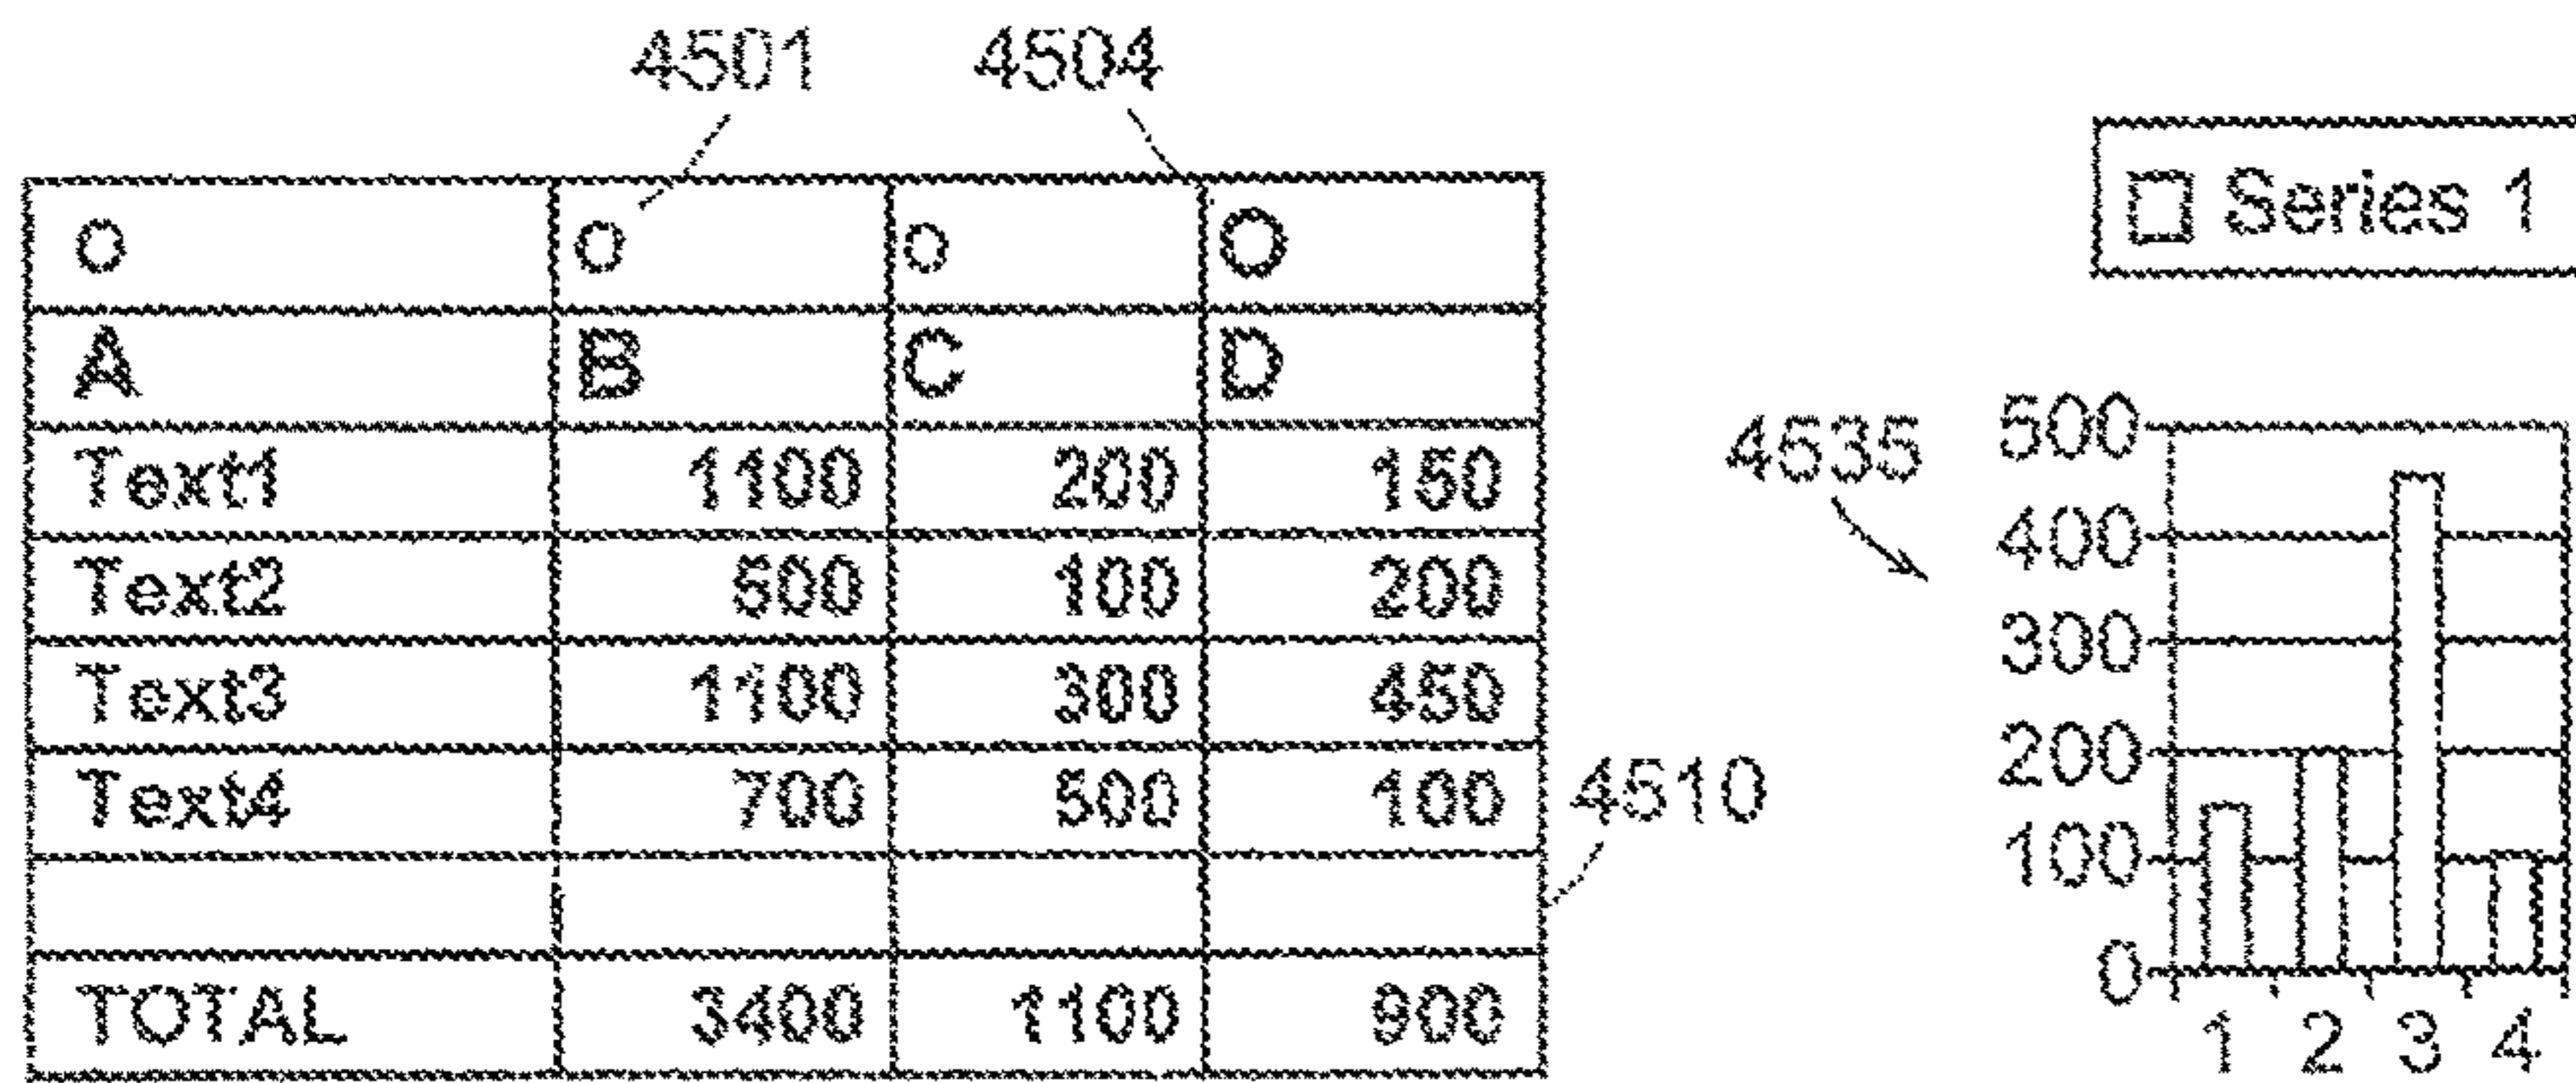 4501 4504
O O O O
A B C D
Text1 1100 200 150
Text2 500 100 200
Text3 1100 300 450
Text4 700 500 100
TOTAL 3400 1100 900
4510
Series 1
4535
500
400
300
200
100
0
1 2 3 4